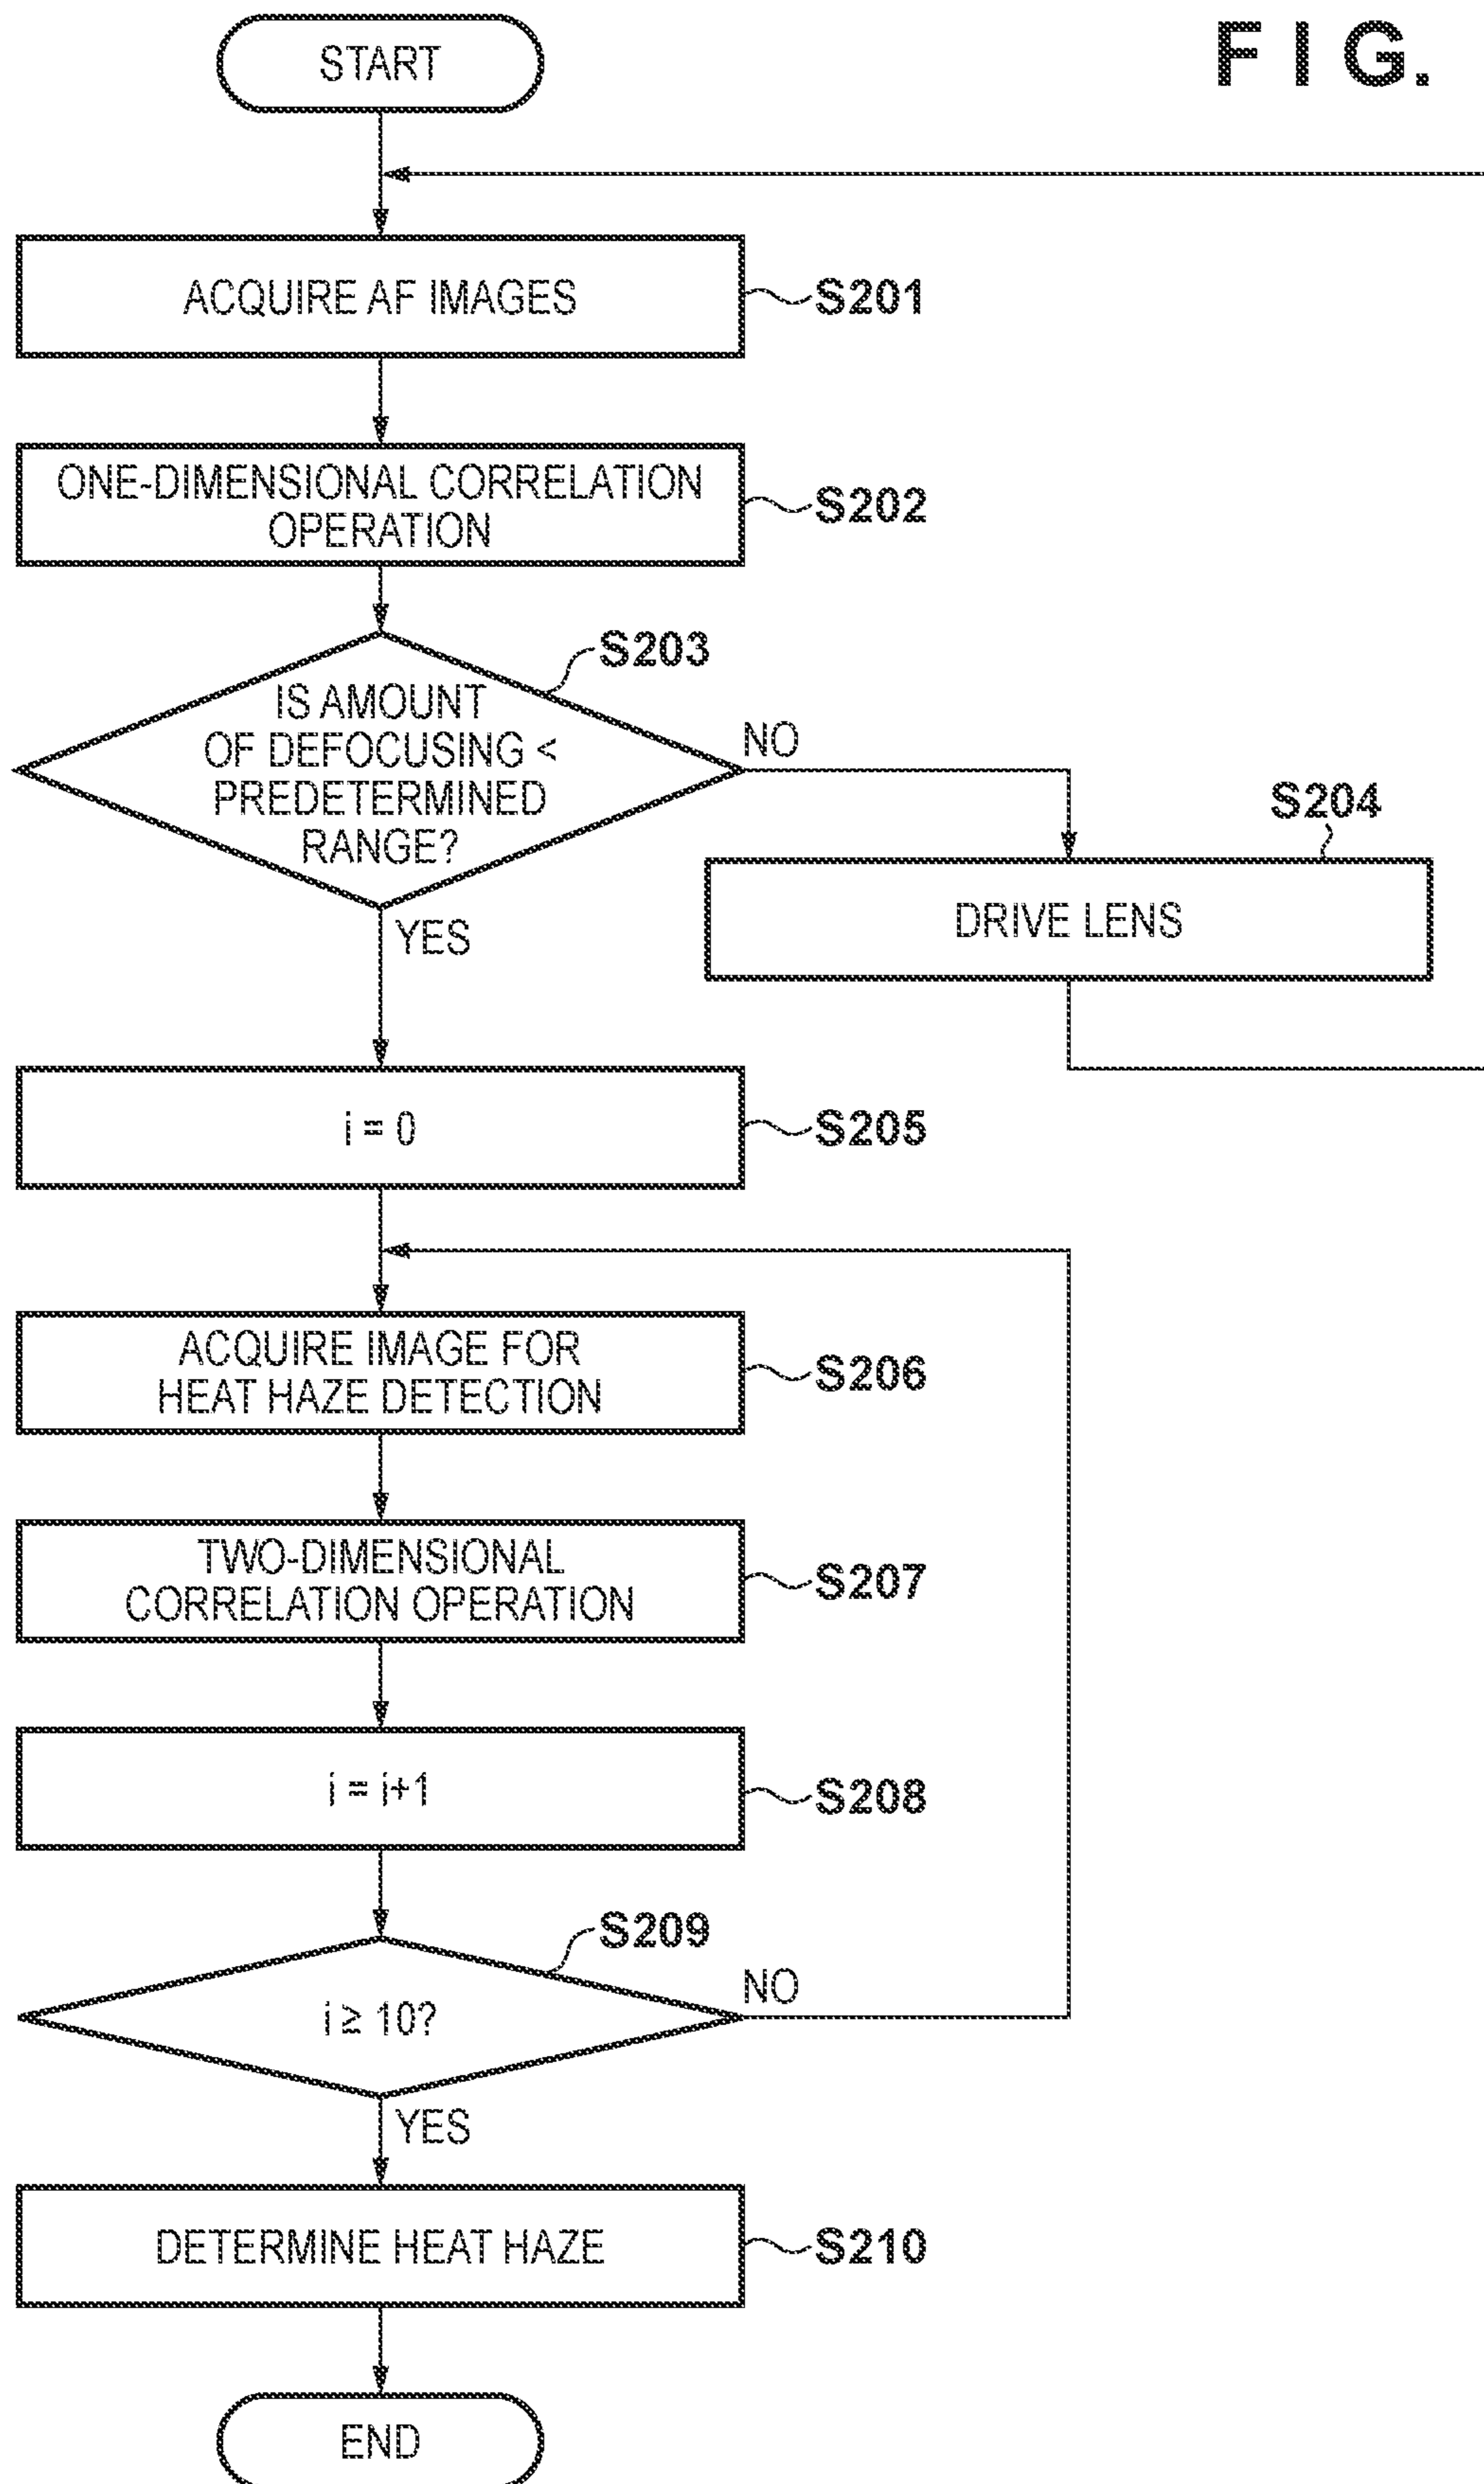 FIG.
START
ACQUIRE AF IMAGES
S201
ONE-DIMENSIONAL CORRELATION
OPERATION
S202
S203
IS AMOUNT
OF DEFOCUSING <
PREDETERMINED
RANGE?
NO
YES
S204
DRIVE LENS
i = 0
S205
ACQUIRE IMAGE FOR
HEAT HAZE DETECTION
S206
TWO-DIMENSIONAL
CORRELATION OPERATION
S207
i = i+1
S208
S209
i ≥ 10?
NO
YES
DETERMINE HEAT HAZE
S210
END